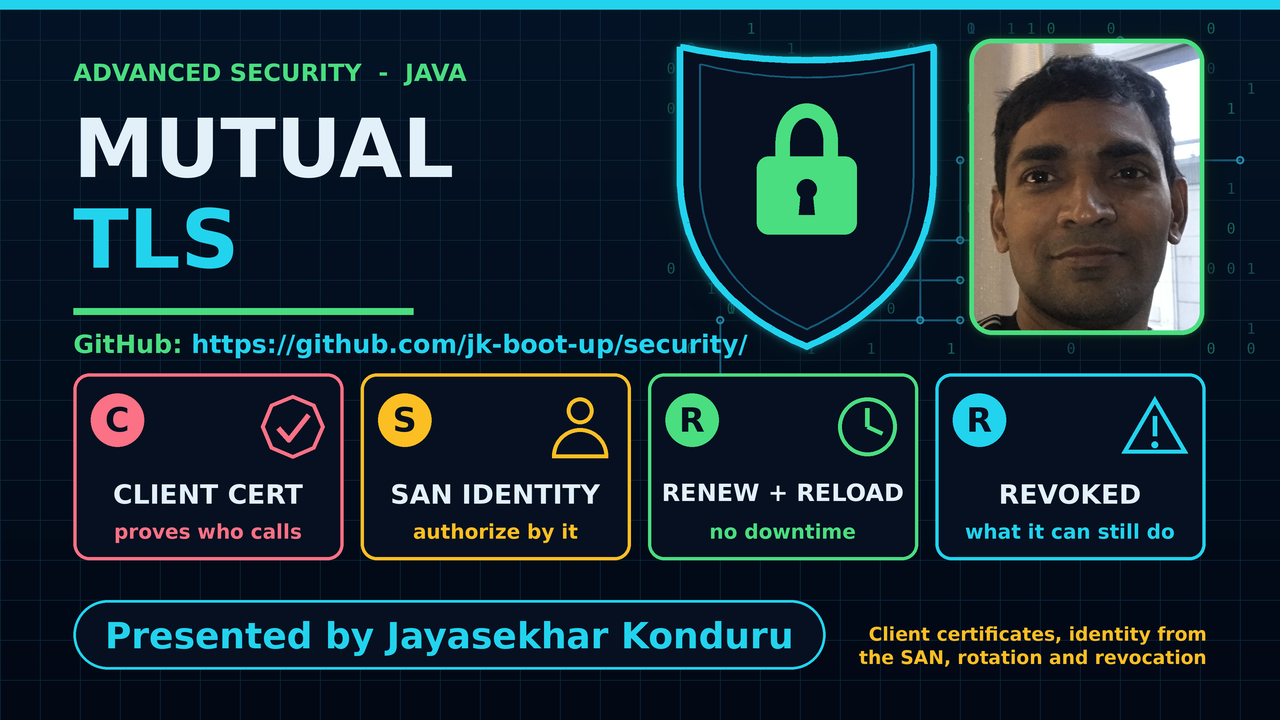 ADVANCED SECURITY - JAVA
MUTUAL
TLS
GitHub: https://github.com/jk-boot-up/security/
C
CLIENT CERT
proves who calls
S
SAN IDENTITY
authorize by it
R
RENEW + RELOAD
no downtime
R
REVOKED
what it can still do
Presented by Jayasekhar Konduru
Client certificates, identity from
the SAN, rotation and revocation